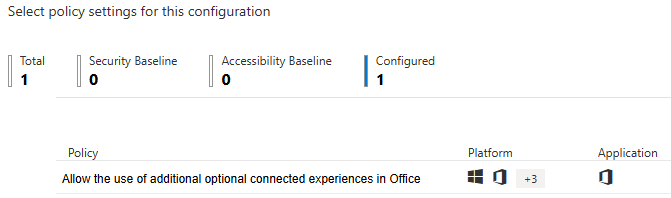 Select policy settings for this configuration
Total Security Baseline Accessibility Baseline Configured
1 0 0 1
Policy Platform Application
Allow the use of additional optional connected experiences in Office +3